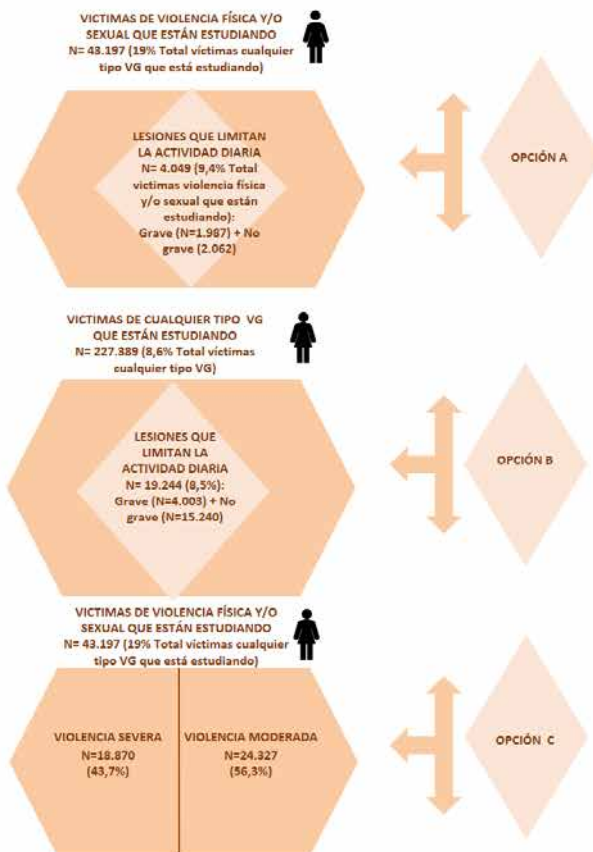 VICTIMAS DE VIOLENCIA FÍSICA Y/O
SEXUAL QUE ESTÁN ESTUDIANDO
N= 43.197 (19% Total víctimas cualquier
tipo VG que está estudiando)
LESIONES QUE LIMITAN
LA ACTIVIDAD DIARIA
N= 4.049 (9,4% Total
victimas violencia física
y/o sexual que están
estudiando):
Grave (N=1.987) + No
grave (2.062)
OPCIÓN A
VICTIMAS DE CUALQUIER TIPO VG
QUE ESTÁN ESTUDIANDO
N= 227.389 (8,6% Total víctimas
cualquier tipo VG)
LESIONES QUE
LIMITAN LA
ACTIVIDAD DIARIA
N= 19.244 (8,5%):
Grave (N=4.003) + No
grave (N=15.240)
OPCIÓN B
VICTIMAS DE VIOLENCIA FÍSICA Y/O
SEXUAL QUE ESTÁN ESTUDIANDO
N= 43.197 (19% Total víctimas cualquier
tipo VG que está estudiando)
VIOLENCIA SEVERA
N=18.870
(43,7%)
VIOLENCIA MODERADA
N=24.327
(56,3%)
OPCIÓN C